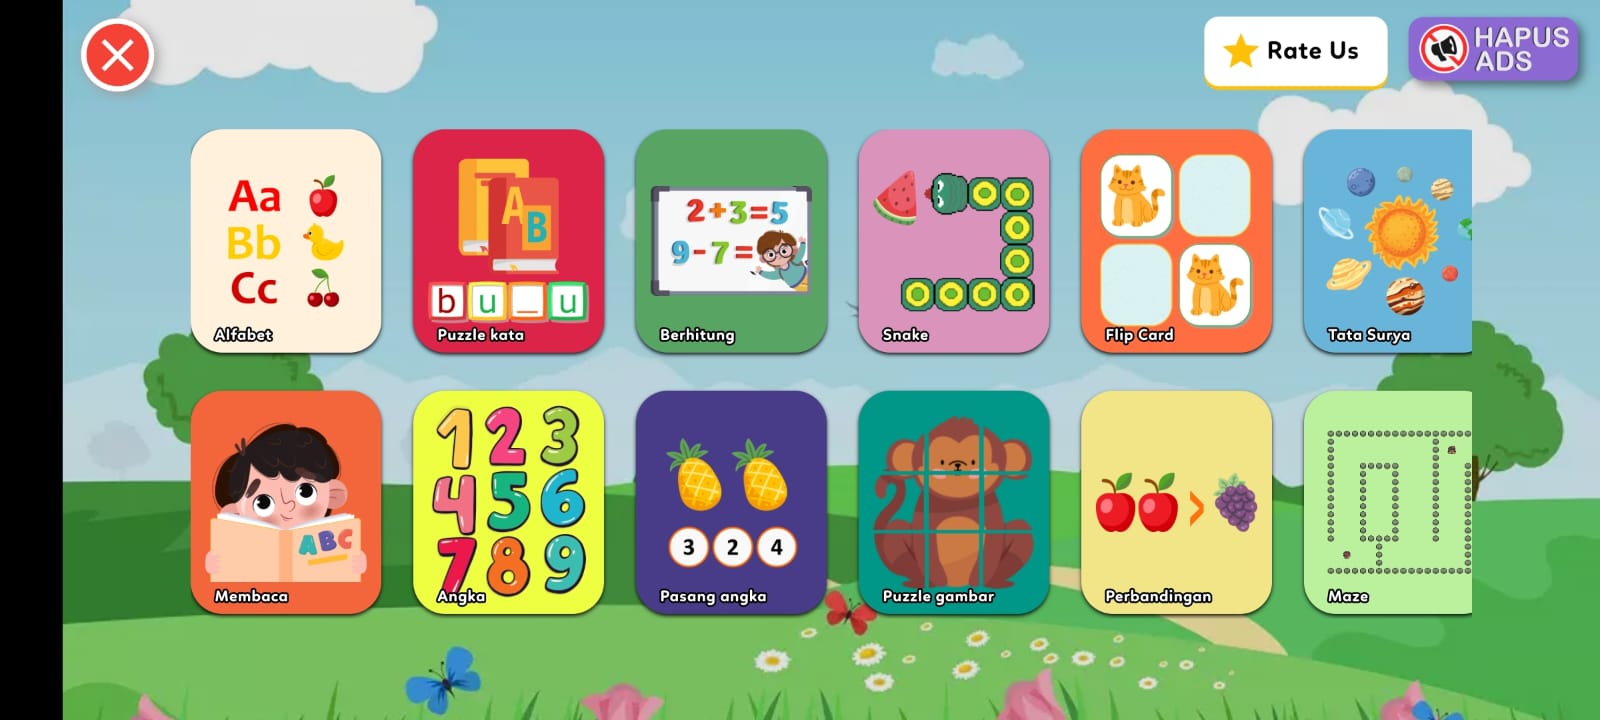 Rate Us
HAPUS
ADS
Aa
Bb
Cc
Alfabet
A
B
b u _ u
Puzzle kata
2+3=5
9-7=
Berhitung
Snake
Flip Card
Tata Surya
ABC
Membaca
1 2 3
4 5 6
7 8 9
Angka
3 2 4
Pasang angka
Puzzle gambar
>
Perbandingan
Maze